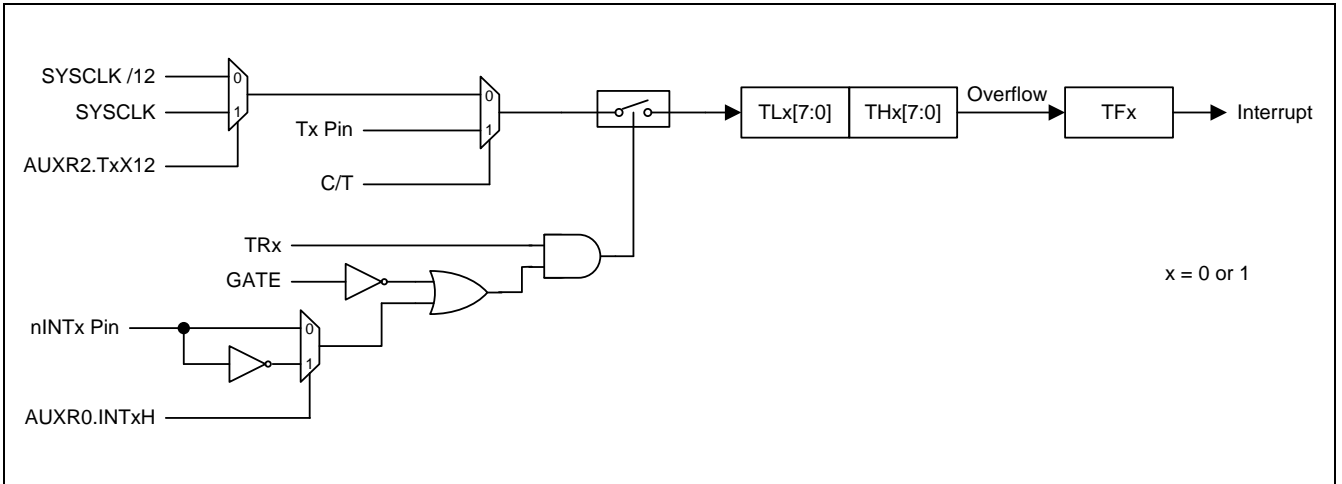 SYSCLK /12
0
SYSCLK
1
AUXR2.TxX12
0
Tx Pin
1
C/T
TLx[7:0]
THx[7:0]
Overflow
TFx
Interrupt
TRx
GATE
x = 0 or 1
nINTx Pin
0
1
AUXR0.INTxH